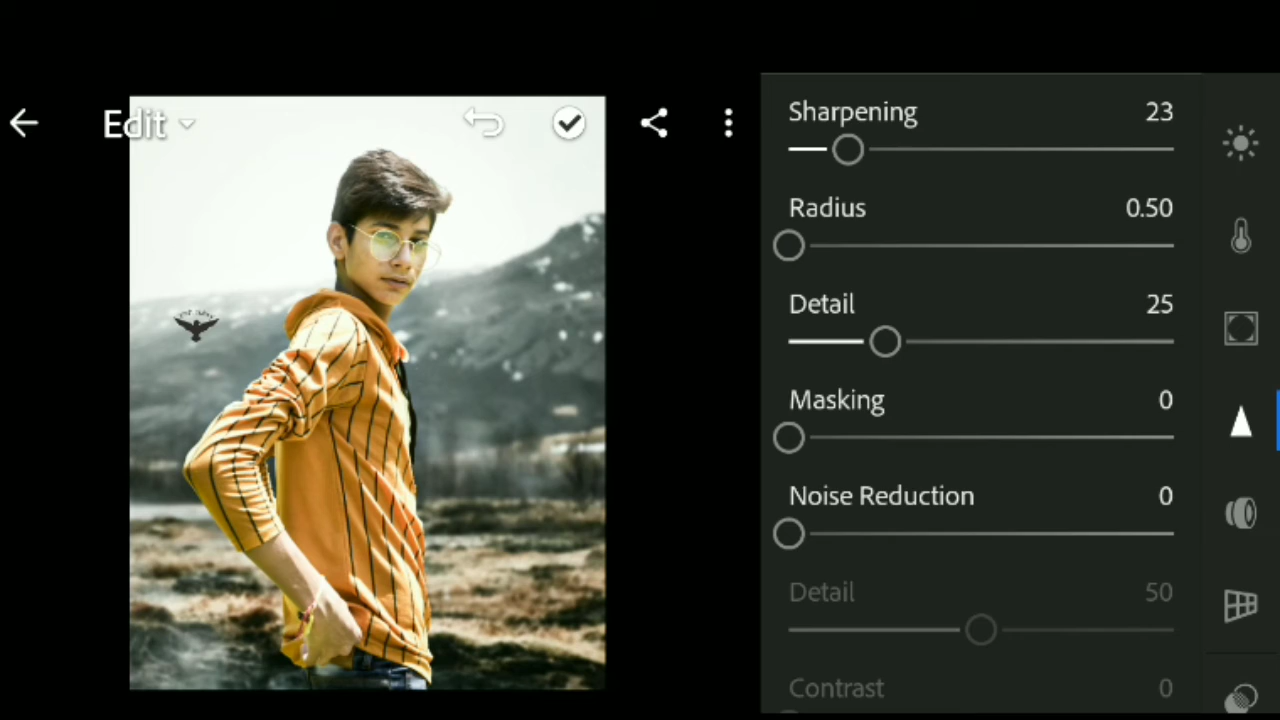 Edit
Sharpening 23
Radius 0.50
Detail 25
Masking 0
Noise Reduction 0
Detail 50
Contrast 0